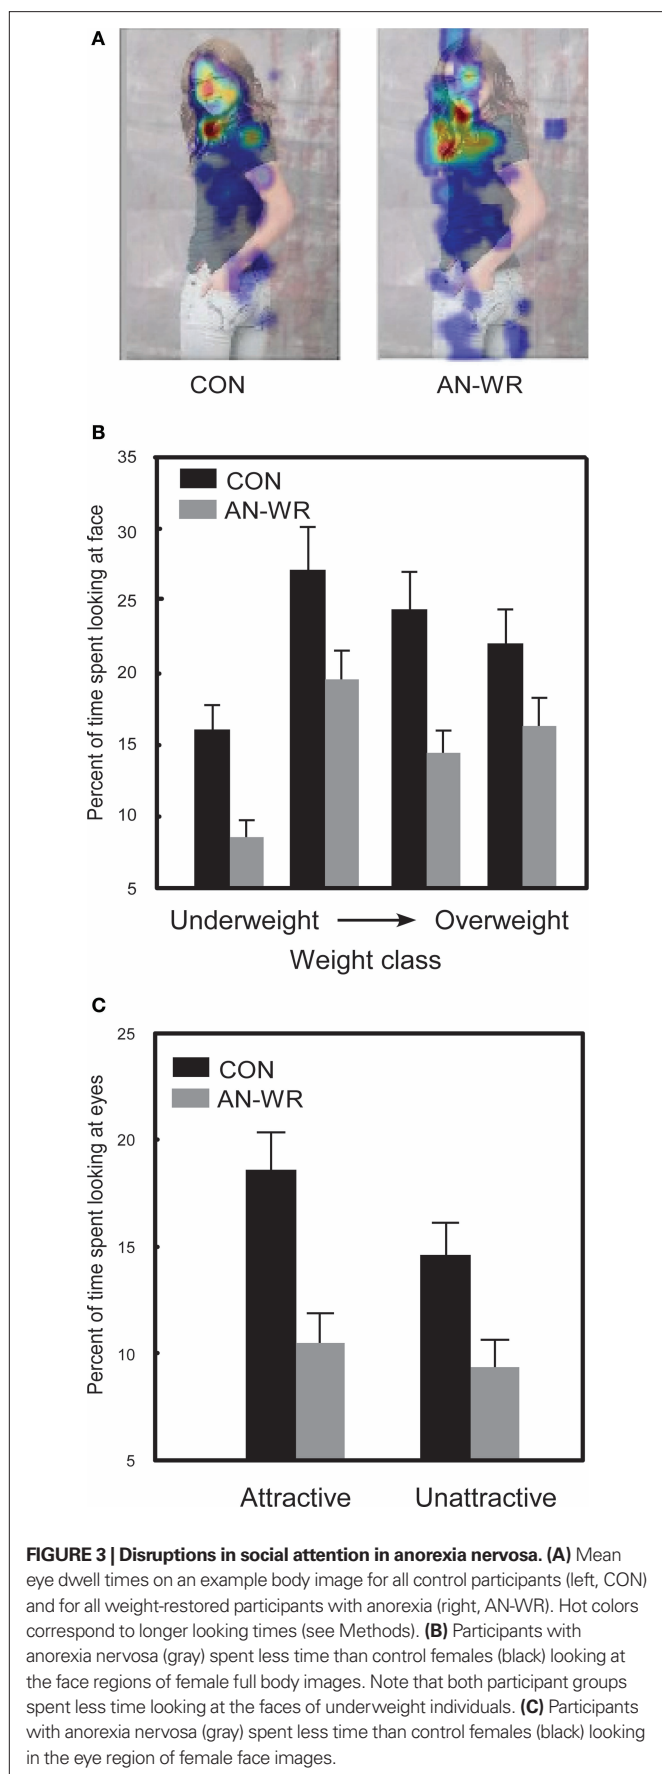 A
CON
AN-WR
B
35
CON
AN-WR
30
25
20
15
10
5
Percent of time spent looking at face
Underweight
Overweight
Weight class
C
25
CON
AN-WR
20
15
10
5
Percent of time spent looking at eyes
Attractive
Unattractive
FIGURE 3 | Disruptions in social attention in anorexia nervosa. (A) Mean
eye dwell times on an example body image for all control participants (left, CON)
and for all weight-restored participants with anorexia (right, AN-WR). Hot colors
correspond to longer looking times (see Methods). (B) Participants with
anorexia nervosa (gray) spent less time than control females (black) looking at
the face regions of female full body images. Note that both participant groups
spent less time looking at the faces of underweight individuals. (C) Participants
with anorexia nervosa (gray) spent less time than control females (black) looking
in the eye region of female face images.